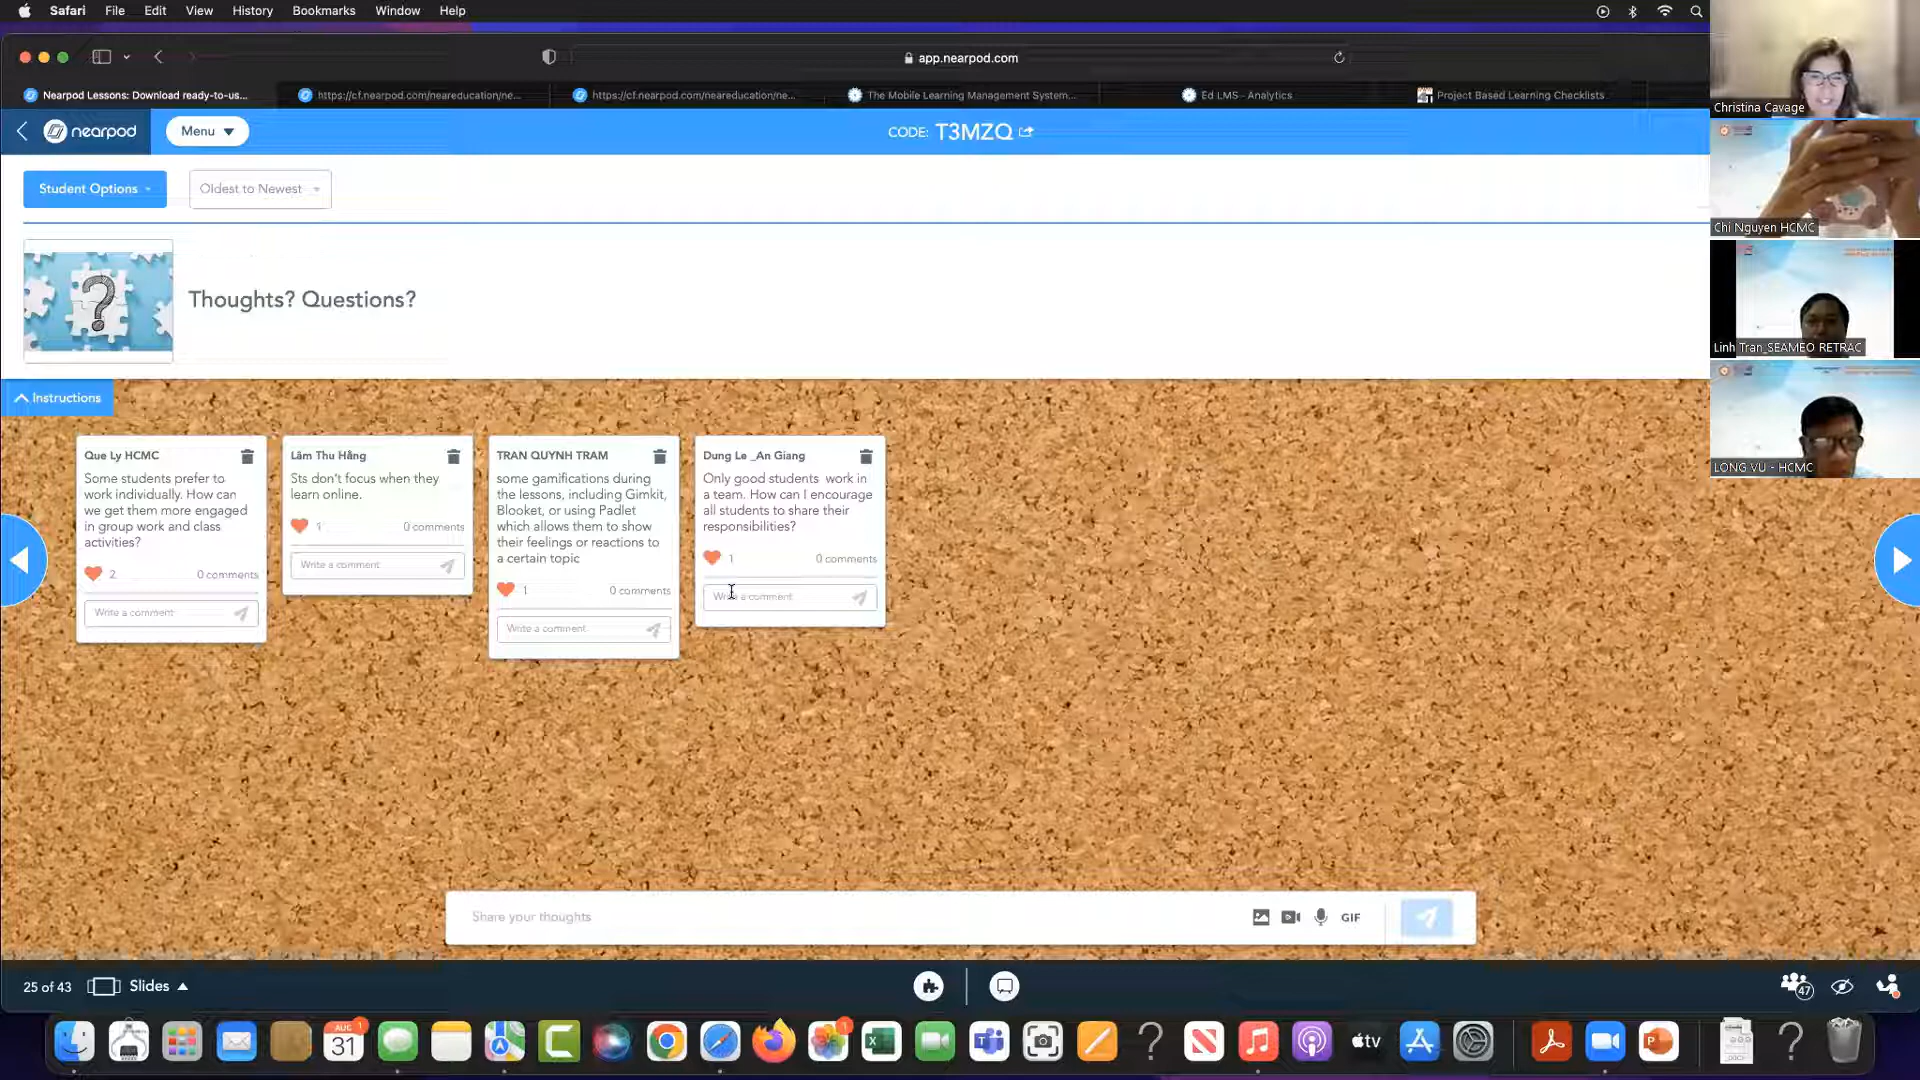 Safari File Edit View History Bookmarks Window Help
app.nearpod.com
Nearpod Lessons: Download ready-to-us...
https://cf.nearpod.com/neareducation/ne...
https://cf.nearpod.com/neareducation/ne...
The Mobile Learning Management System...
Ed LMS - Analytics
Project Based Learning Checklists
nearpod
Menu
CODE: T3MZQ
Student Options
Oldest to Newest
Thoughts? Questions?
Instructions
Que Ly HCMC
Some students prefer to
work individually. How can
we get them more engaged
in group work and class
activities?
2
0 comments
Write a comment
Lâm Thu Hằng
Sts don't focus when they
learn online.
1
0 comments
Write a comment
TRAN QUYNH TRAM
some gamifications during
the lessons, including Gimkit,
Blooket, or using Padlet
which allows them to show
their feelings or reactions to
a certain topic
1
0 comments
Write a comment
Dung Le _An Giang
Only good students work in
a team. How can I encourage
all students to share their
responsibilities?
1
0 comments
Write a comment
Share your thoughts
GIF
25 of 43
Slides
47
Christina Cavage
Chi Nguyen HCMC
Linh Tran_SEAMEO RETRAC
LONG VU - HCMC
AUG
31
1
1
tv